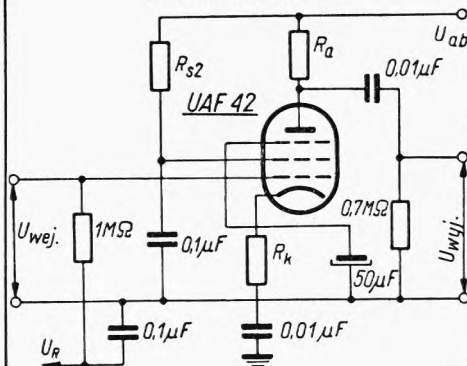 U_ab
R_s2
R_a
0,01µF
UAF 42
U_wej.
1MΩ
0,1µF
R_k
0,7MΩ
U_wyj.
50µF
0,1µF
0,01µF
U_R